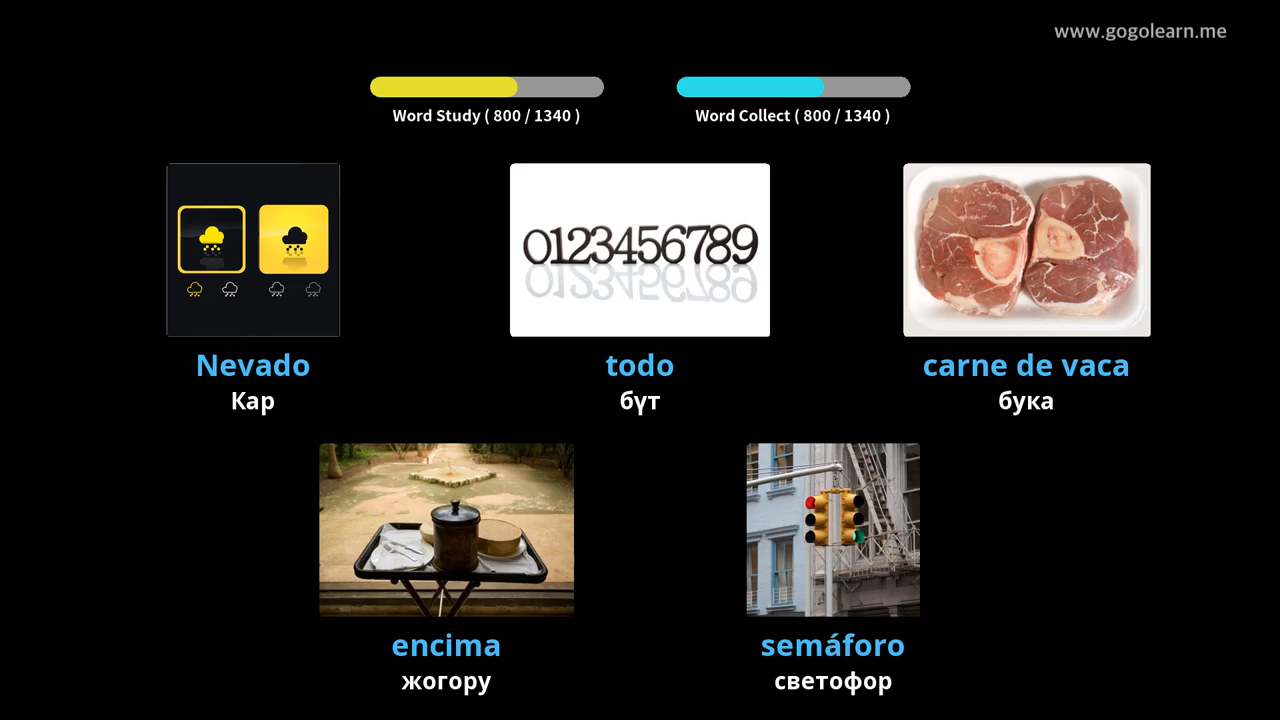 www.gogolearn.me
Word Study ( 800 / 1340 )
Word Collect ( 800 / 1340 )
0123456789
Nevado
Кар
todo
бүт
carne de vaca
бука
encima
жогору
semáforo
светофор